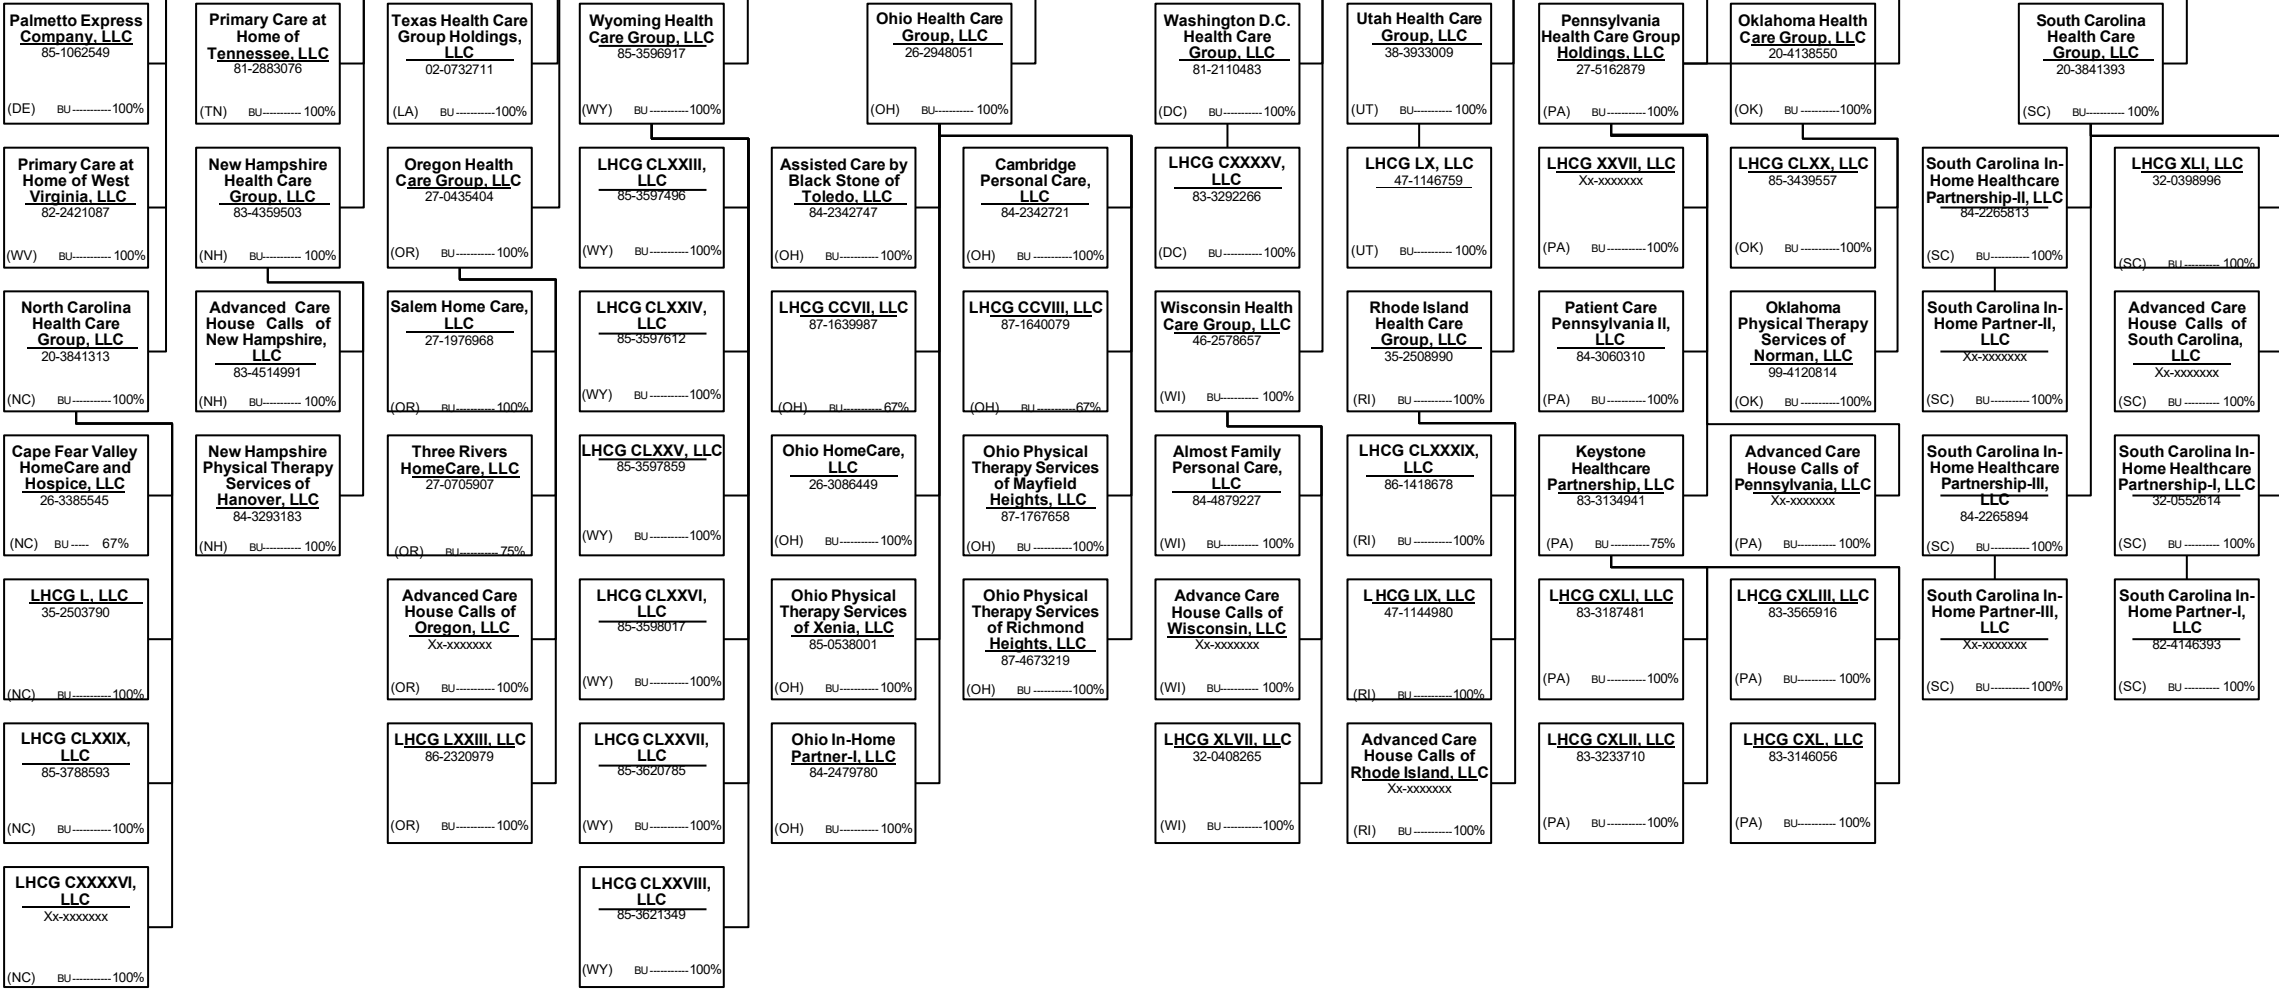 Palmetto Express
Company, LLC
85-1062549
(DE) BU-----------100%
Primary Care at
Home of
Tennessee, LLC
81-2883076
(TN) BU----------- 100%
Texas Health Care
Group Holdings,
LLC
02-0732711
(LA) BU----------- 100%
Wyoming Health
Care Group, LLC
85-3596917
(WY) BU-----------100%
Ohio Health Care
Group, LLC
26-2948051
(OH) BU----------- 100%
Washington D.C.
Health Care
Group, LLC
81-2110483
(DC) BU-----------100%
Utah Health Care
Group, LLC
38-3933009
(UT) BU-----------100%
Pennsylvania
Health Care Group
Holdings, LLC
27-5162879
(PA) BU-----------100%
Oklahoma Health
Care Group, LLC
20-4138550
(OK) BU-----------100%
South Carolina
Health Care
Group, LLC
20-3841393
(SC) BU----------- 100%
Primary Care at
Home of West
Virginia, LLC
82-2421087
(WV) BU----------- 100%
New Hampshire
Health Care
Group, LLC
83-4359503
(NH) BU----------- 100%
Oregon Health
Care Group, LLC
27-0435404
(OR) BU-----------100%
LHCG CLXXIII,
LLC
85-3597496
(WY) BU-----------100%
Assisted Care by
Black Stone of
Toledo, LLC
84-2342747
(OH) BU----------- 100%
Cambridge
Personal Care,
LLC
84-2342721
(OH) BU -----------100%
LHCG CXXXXV,
LLC
83-3292266
(DC) BU-----------100%
LHCG LX, LLC
47-1146759
(UT) BU-----------100%
LHCG XXVII, LLC
Xx-xxxxxxx
(PA) BU-----------100%
LHCG CLXX, LLC
85-3439557
(OK) BU-----------100%
South Carolina In-
Home Healthcare
Partnership-II, LLC
84-2265813
(SC) BU-----------100%
LHCG XLI, LLC
32-0398996
(SC) BU----------- 100%
North Carolina
Health Care
Group, LLC
20-3841313
(NC) BU-----------100%
Advanced Care
House Calls of
New Hampshire,
LLC
83-4514991
(NH) BU----------- 100%
Salem Home Care,
LLC
27-1976968
(OR) BU-----------100%
LHCG CLXXIV,
LLC
85-3597612
(WY) BU-----------100%
LHCG CCVII, LLC
87-1639987
(OH) BU----------- 67%
LHCG CCVIII, LLC
87-1640079
(OH) BU-----------67%
Wisconsin Health
Care Group, LLC
46-2578657
(WI) BU----------- 100%
Rhode Island
Health Care
Group, LLC
35-2508990
(RI) BU -----------100%
Patient Care
Pennsylvania II,
LLC
84-3060310
(PA) BU-----------100%
Oklahoma
Physical Therapy
Services of
Norman, LLC
99-4120814
(OK) BU-----------100%
South Carolina In-
Home Partner-II,
LLC
Xx-xxxxxxx
(SC) BU----------- 100%
Advanced Care
House Calls of
South Carolina,
LLC
Xx-xxxxxxx
(SC) BU----------- 100%
Cape Fear Valley
HomeCare and
Hospice, LLC
26-3385545
(NC) BU ----- 67%
New Hampshire
Physical Therapy
Services of
Hanover, LLC
84-3293183
(NH) BU----------- 100%
Three Rivers
HomeCare, LLC
27-0705907
(OR) BU-----------75%
LHCG CLXXV, LLC
85-3597859
(WY) BU-----------100%
Ohio HomeCare,
LLC
26-3086449
(OH) BU----------- 100%
Ohio Physical
Therapy Services
of Mayfield
Heights, LLC
87-1767658
(OH) BU-----------100%
Almost Family
Personal Care,
LLC
84-4879227
(WI) BU----------- 100%
LHCG CLXXXIX,
LLC
86-1418678
(RI) BU-----------100%
Keystone
Healthcare
Partnership, LLC
83-3134941
(PA) BU-----------75%
Advanced Care
House Calls of
Pennsylvania, LLC
Xx-xxxxxxx
(PA) BU----------- 100%
South Carolina In-
Home Healthcare
Partnership-III,
LLC
84-2265894
(SC) BU-----------100%
South Carolina In-
Home Healthcare
Partnership-I, LLC
32-0552614
(SC) BU----------- 100%
LHCG L, LLC
35-2503790
(NC) BU-----------100%
Advanced Care
House Calls of
Oregon, LLC
Xx-xxxxxxx
(OR) BU-----------100%
LHCG CLXXVI,
LLC
85-3598017
(WY) BU-----------100%
Ohio Physical
Therapy Services
of Xenia, LLC
85-0538001
(OH) BU----------- 100%
Ohio Physical
Therapy Services
of Richmond
Heights, LLC
87-4673219
(OH) BU -----------100%
Advance Care
House Calls of
Wisconsin, LLC
Xx-xxxxxxx
(WI) BU ----------- 100%
LHCG LIX, LLC
47-1144980
(RI) BU -----------100%
LHCG CXLI, LLC
83-3187481
(PA) BU-----------100%
LHCG CXLIII, LLC
83-3565916
(PA) BU----------- 100%
South Carolina In-
Home Partner-III,
LLC
Xx-xxxxxxx
(SC) BU----------- 100%
South Carolina In-
Home Partner-I,
LLC
82-4146393
(SC) BU ----------- 100%
LHCG CLXXIX,
LLC
85-3788593
(NC) BU-----------100%
LHCG LXXIII, LLC
86-2320979
(OR) BU-----------100%
LHCG CLXXVII,
LLC
85-3620785
(WY) BU-----------100%
Ohio In-Home
Partner-I, LLC
84-2479780
(OH) BU----------- 100%
LHCG XLVII, LLC
32-0408265
(WI) BU ----------- 100%
Advanced Care
House Calls of
Rhode Island, LLC
Xx-xxxxxxx
(RI) BU -----------100%
LHCG CXLII, LLC
83-3233710
(PA) BU-----------100%
LHCG CXL, LLC
83-3146056
(PA) BU----------- 100%
LHCG CXXXXVI,
LLC
Xx-xxxxxxx
(NC) BU-----------100%
LHCG CLXXVIII,
LLC
85-3621349
(WY) BU-----------100%